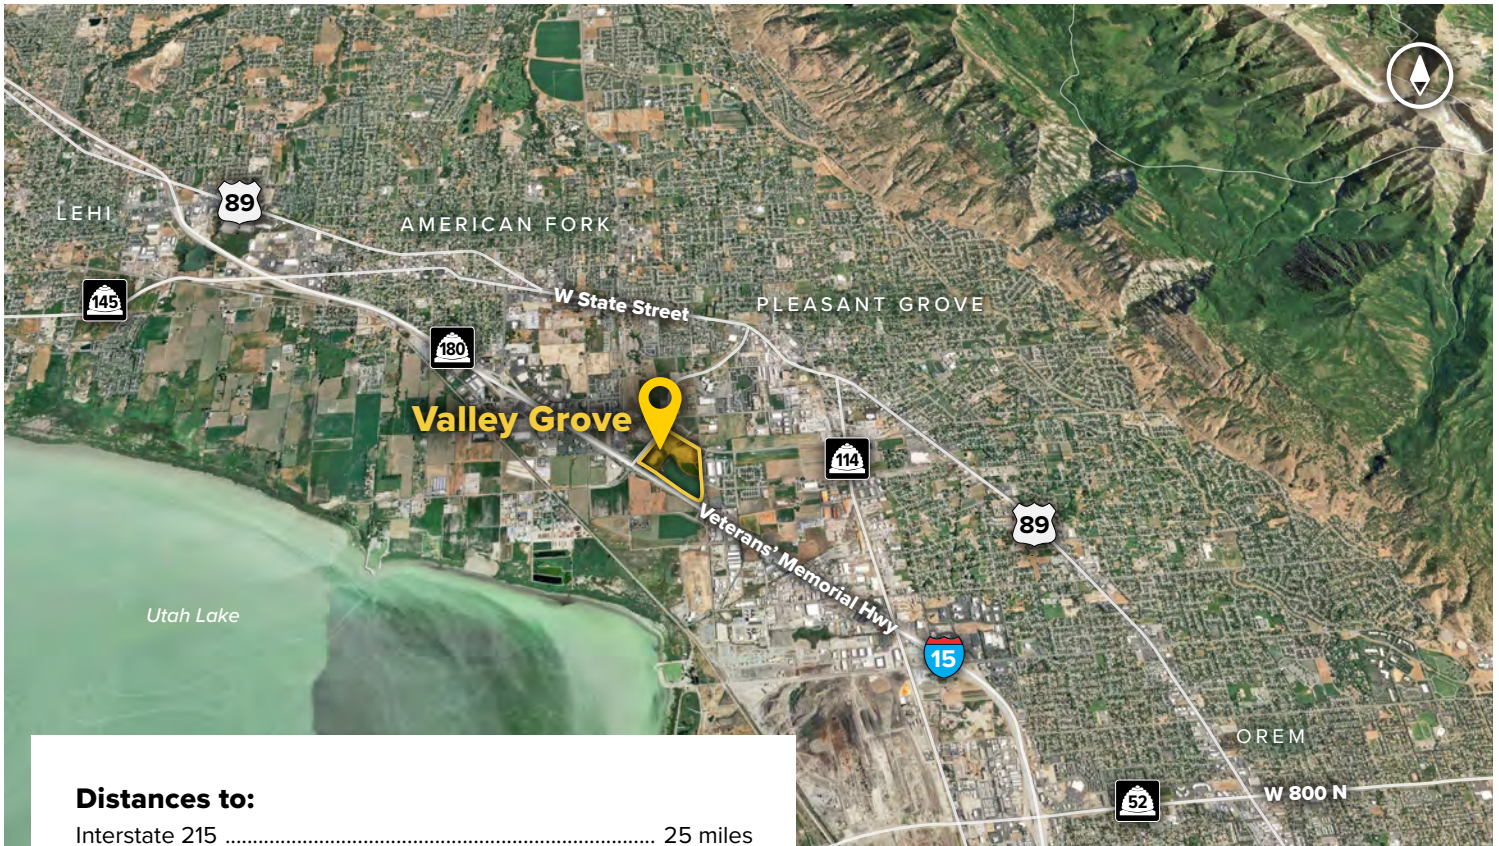 89
LEHI
AMERICAN FORK
145
W State Street
PLEASANT GROVE
180
Valley Grove
114
Veterans' Memorial Hwy
89
Utah Lake
15
OREM
52
W 800 N
Distances to:
Interstate 215 ................................................................................ 25 miles